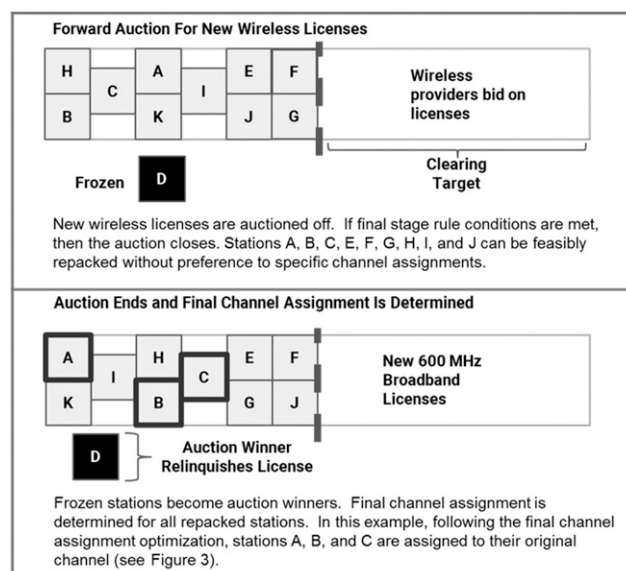 Forward Auction For New Wireless Licenses
H A E F
C I
B K J G
Wireless
providers bid on
licenses
Frozen D
Clearing
Target
New wireless licenses are auctioned off. If final stage rule conditions are met,
then the auction closes. Stations A, B, C, E, F, G, H, I, and J can be feasibly
repacked without preference to specific channel assignments.
Auction Ends and Final Channel Assignment Is Determined
A H E F
I C
K B G J
New 600 MHz
Broadband
Licenses
D
Auction Winner
Relinquishes License
Frozen stations become auction winners. Final channel assignment is
determined for all repacked stations. In this example, following the final channel
assignment optimization, stations A, B, and C are assigned to their original
channel (see Figure 3).